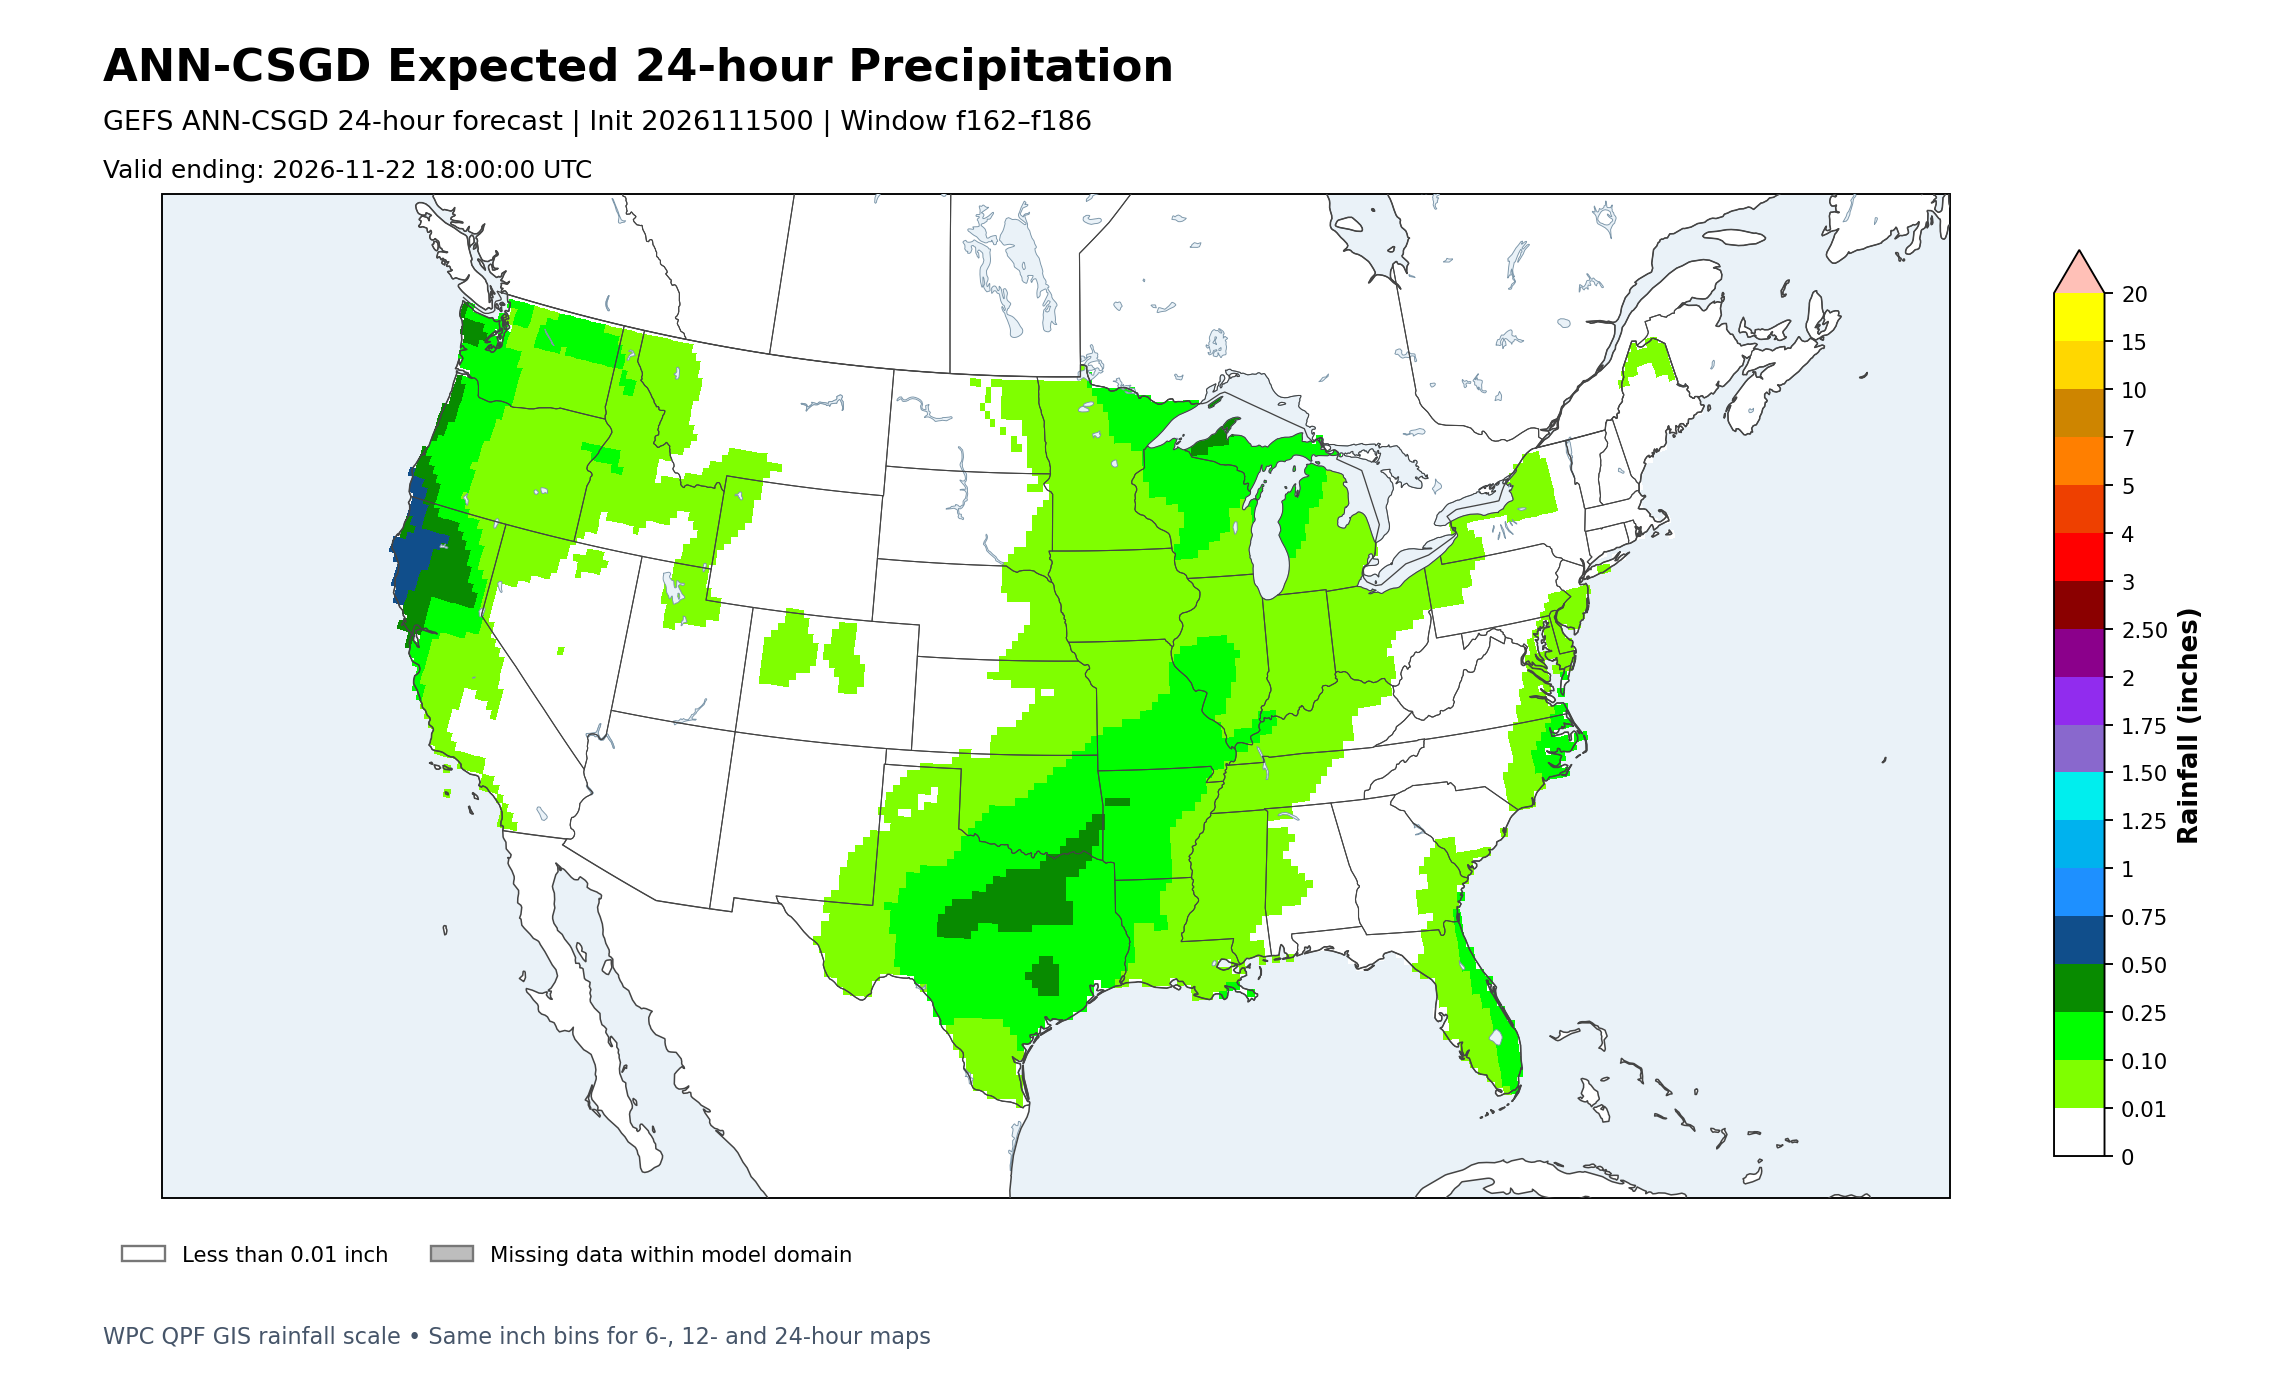 ANN-CSGD Expected 24-hour Precipitation
GEFS ANN-CSGD 24-hour forecast | Init 2026111500 | Window f162–f186
Valid ending: 2026-11-22 18:00:00 UTC
20
15
10
7
5
4
3
2.50
2
1.75
1.50
1.25
1
0.75
0.50
0.25
0.10
0.01
0
Rainfall (inches)
Less than 0.01 inch
Missing data within model domain
WPC QPF GIS rainfall scale • Same inch bins for 6-, 12- and 24-hour maps